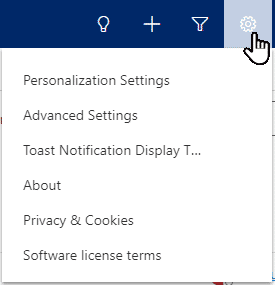 Personalization Settings
Advanced Settings
Toast Notification Display T...
About
Privacy & Cookies
Software license terms